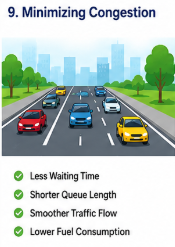 9. Minimizing Congestion
Less Waiting Time
Shorter Queue Length
Smoother Traffic Flow
Lower Fuel Consumption